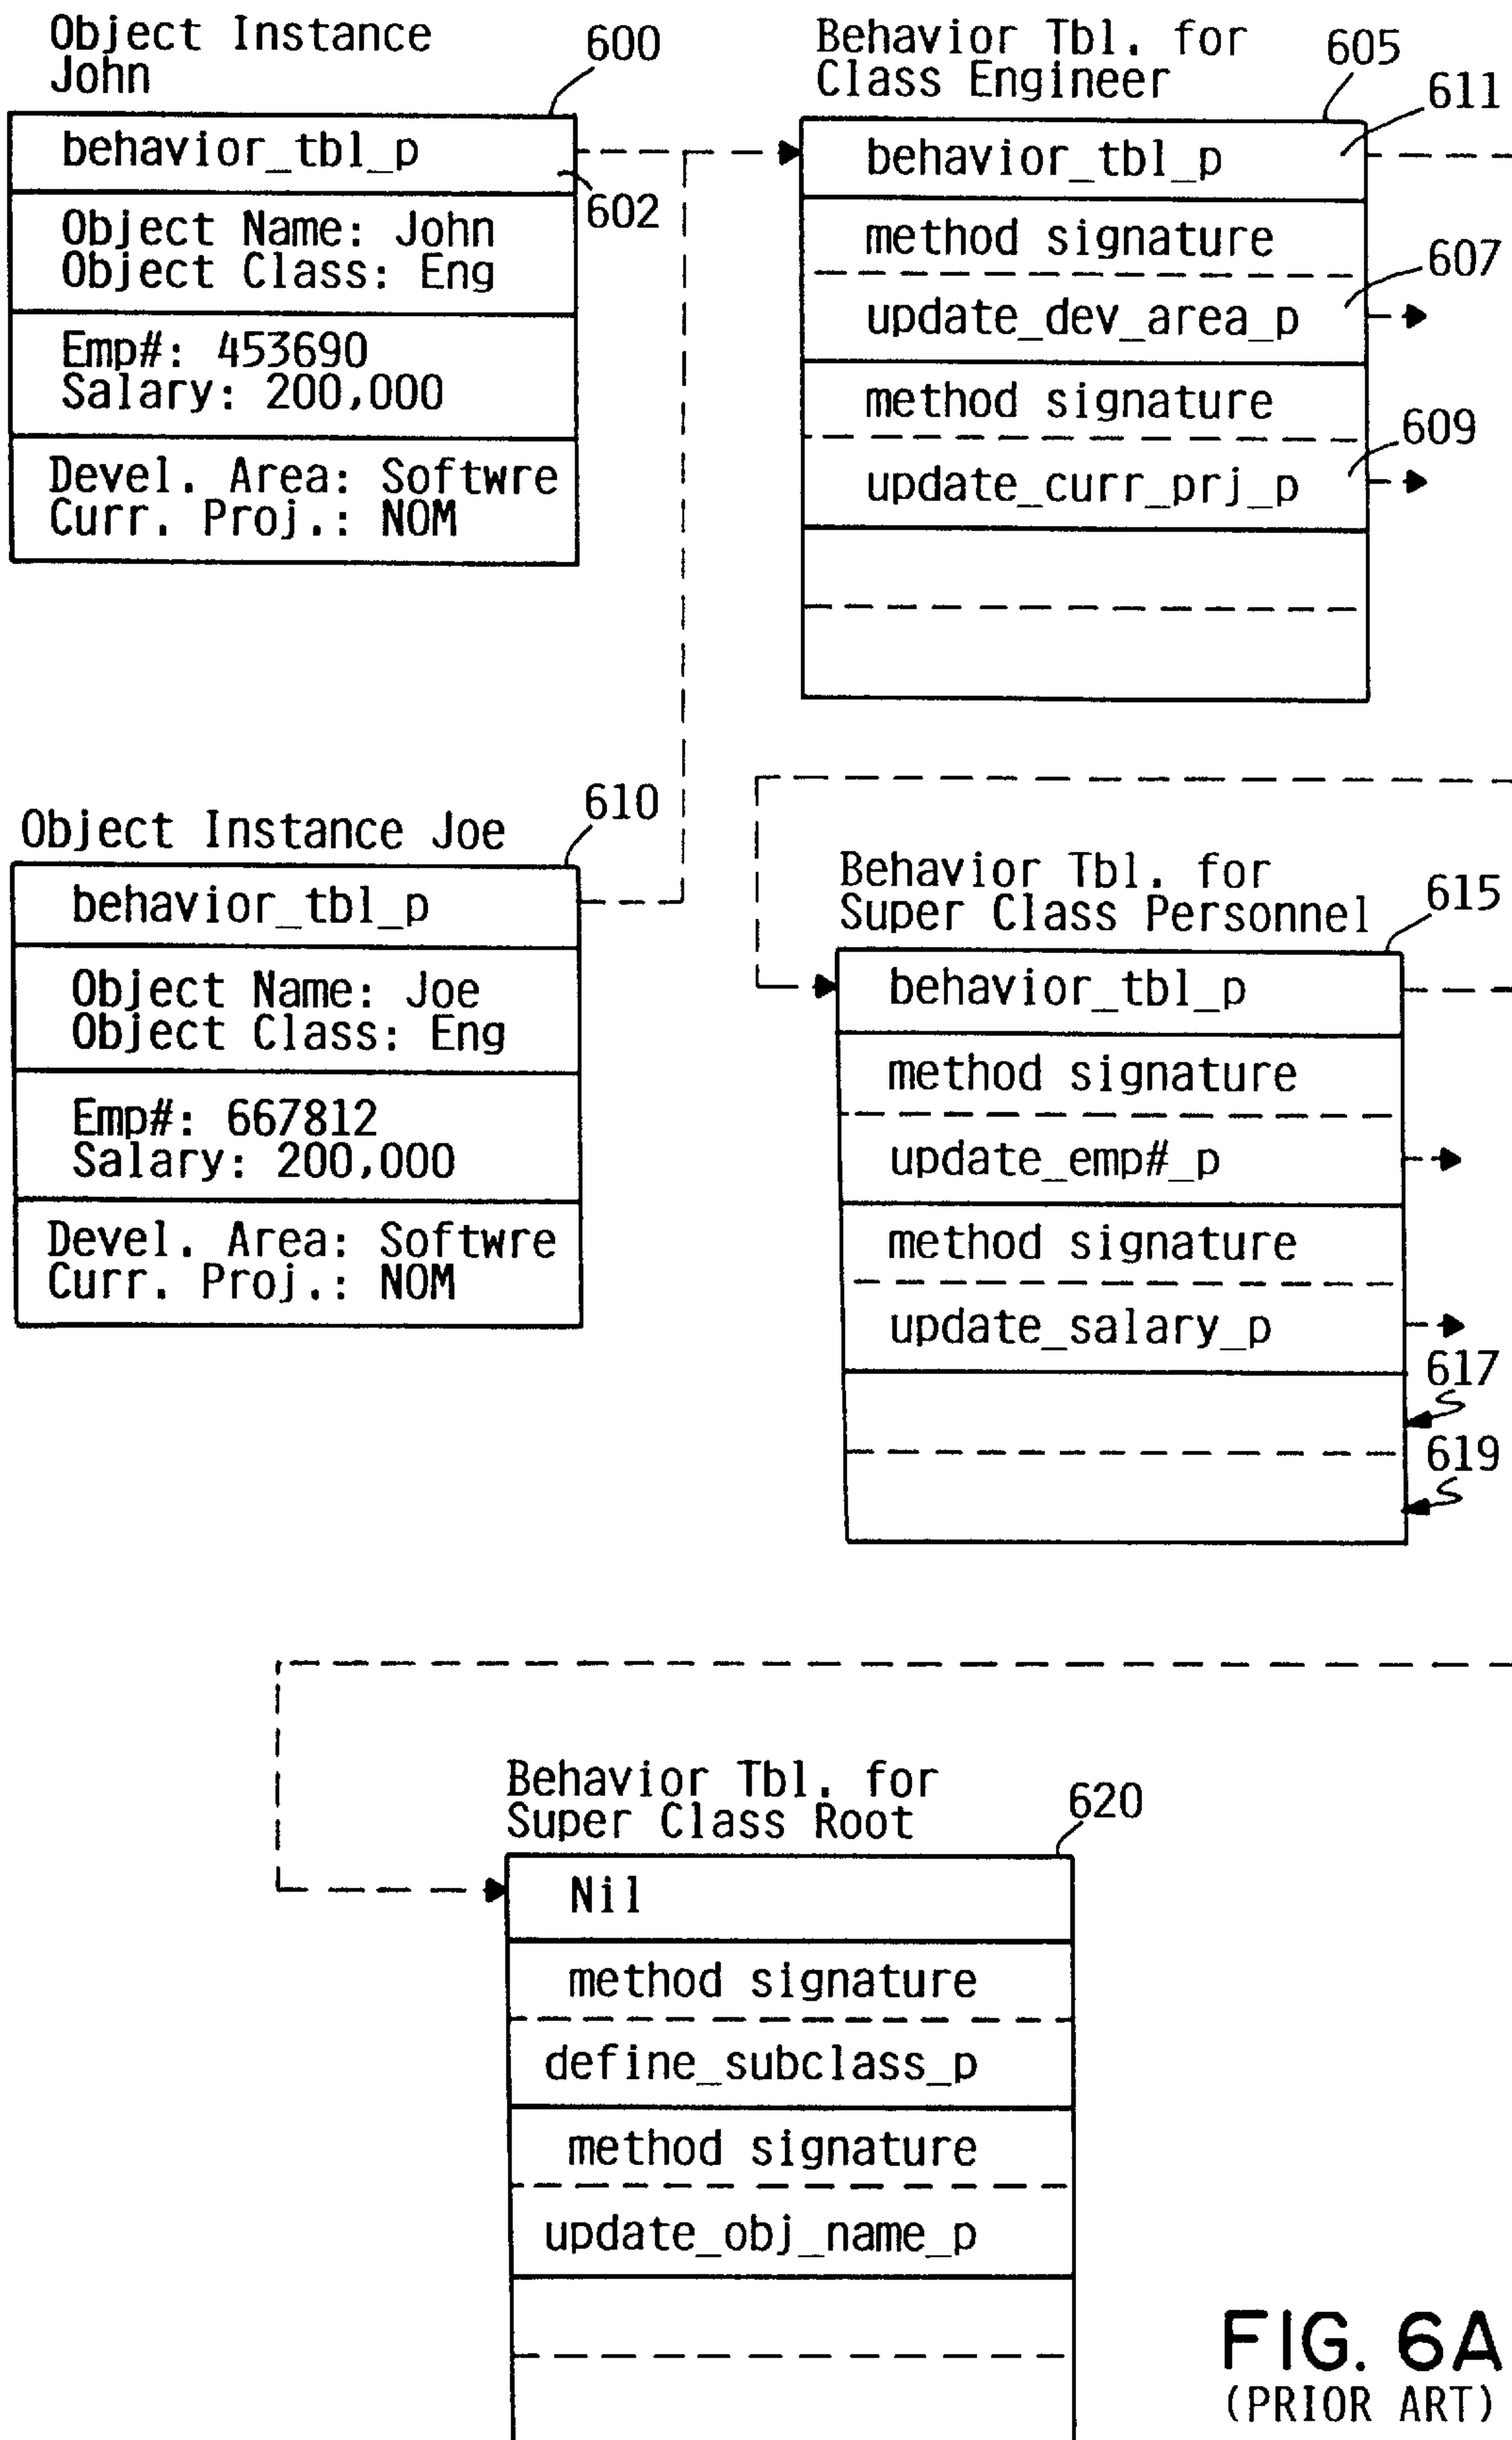 Object Instance
John
600
behavior_tbl_p
602
Object Name: John
Object Class: Eng
Emp#: 453690
Salary: 200,000
Devel. Area: Softwre
Curr. Proj.: NOM
Behavior Tbl. for
Class Engineer
605
611
behavior_tbl_p
method signature
607
update_dev_area_p
method signature
609
update_curr_prj_p
Object Instance Joe
610
behavior_tbl_p
Object Name: Joe
Object Class: Eng
Emp#: 667812
Salary: 200,000
Devel. Area: Softwre
Curr. Proj.: NOM
Behavior Tbl. for
Super Class Personnel
615
behavior_tbl_p
method signature
update_emp#_p
method signature
update_salary_p
617
619
Behavior Tbl. for
Super Class Root
620
Nil
method signature
define_subclass_p
method signature
update_obj_name_p
FIG. 6A
(PRIOR ART)